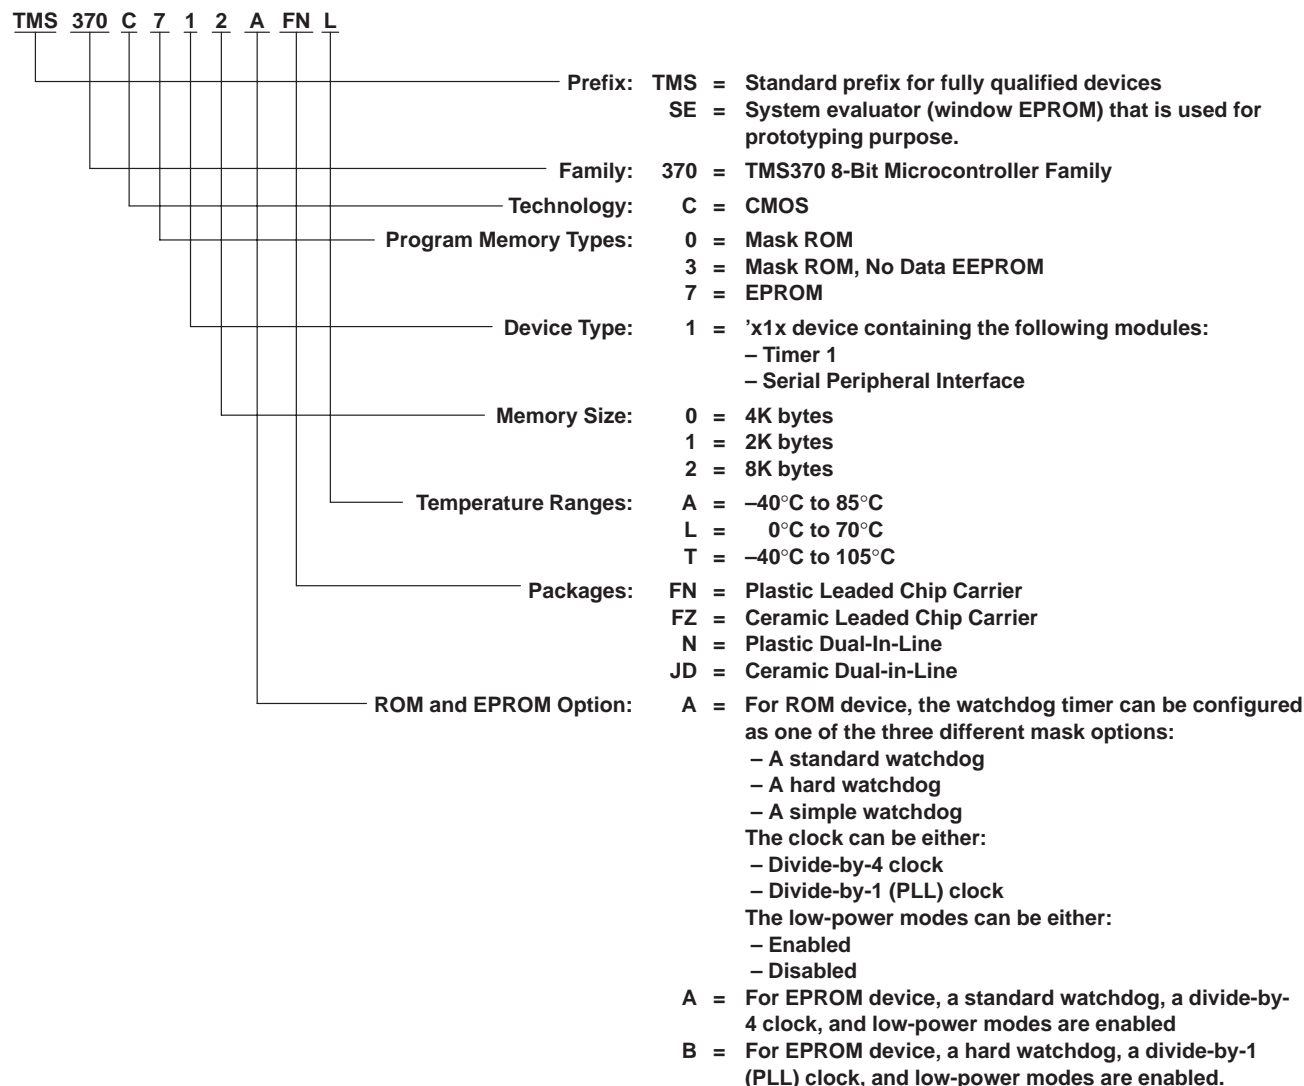 TMS 370 C 7 1 2 A FN L
Prefix: TMS = Standard prefix for fully qualified devices
SE = System evaluator (window EPROM) that is used for
prototyping purpose.
Family: 370 = TMS370 8-Bit Microcontroller Family
Technology: C = CMOS
Program Memory Types: 0 = Mask ROM
3 = Mask ROM, No Data EEPROM
7 = EPROM
Device Type: 1 = ’x1x device containing the following modules:
– Timer 1
– Serial Peripheral Interface
Memory Size: 0 = 4K bytes
1 = 2K bytes
2 = 8K bytes
Temperature Ranges: A = –40°C to 85°C
L = 0°C to 70°C
T = –40°C to 105°C
Packages: FN = Plastic Leaded Chip Carrier
FZ = Ceramic Leaded Chip Carrier
N = Plastic Dual-In-Line
JD = Ceramic Dual-in-Line
ROM and EPROM Option: A = For ROM device, the watchdog timer can be configured
as one of the three different mask options:
– A standard watchdog
– A hard watchdog
– A simple watchdog
The clock can be either:
– Divide-by-4 clock
– Divide-by-1 (PLL) clock
The low-power modes can be either:
– Enabled
– Disabled
A = For EPROM device, a standard watchdog, a divide-by-
4 clock, and low-power modes are enabled
B = For EPROM device, a hard watchdog, a divide-by-1
(PLL) clock, and low-power modes are enabled.